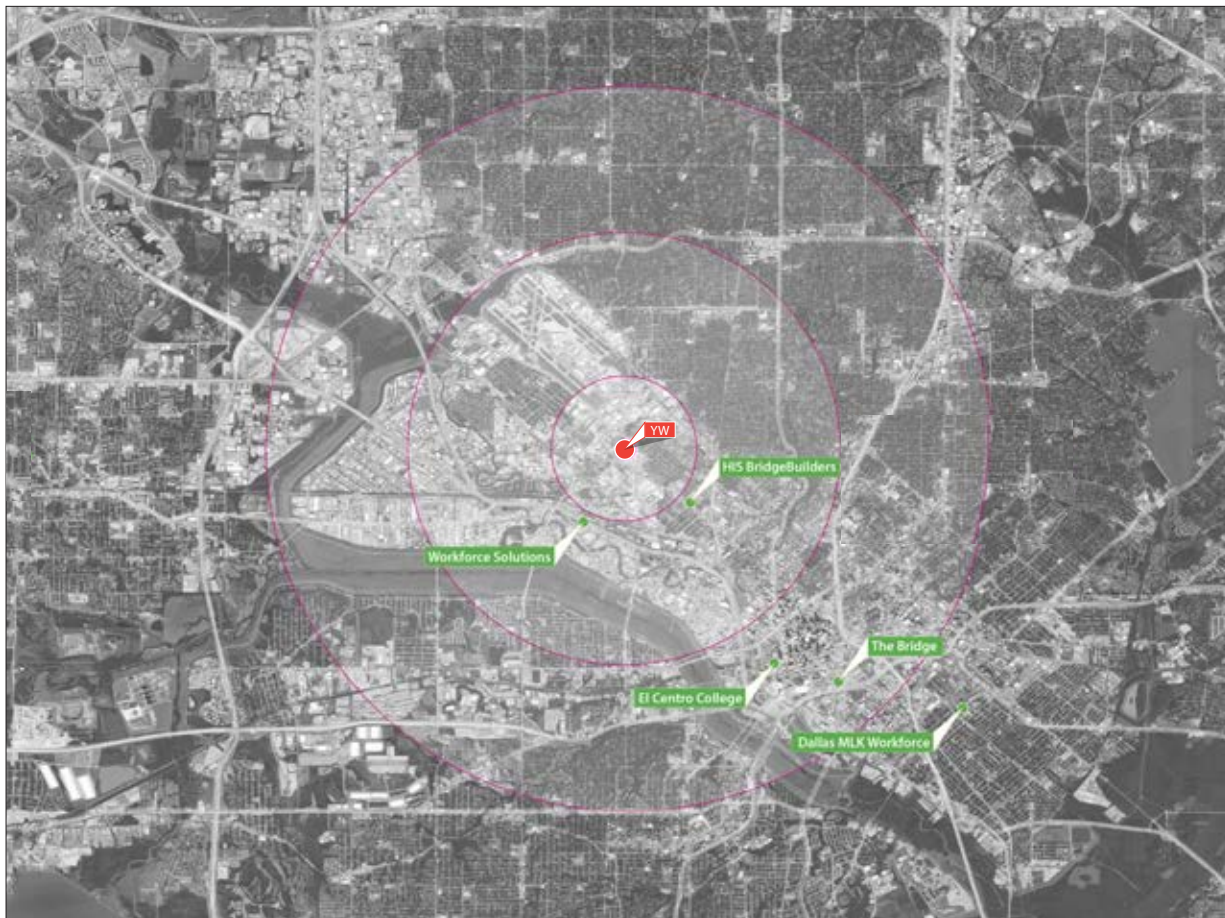 YW
HIS BridgeBuilders
Workforce Solutions
The Bridge
El Centro College
Dallas MLK Workforce